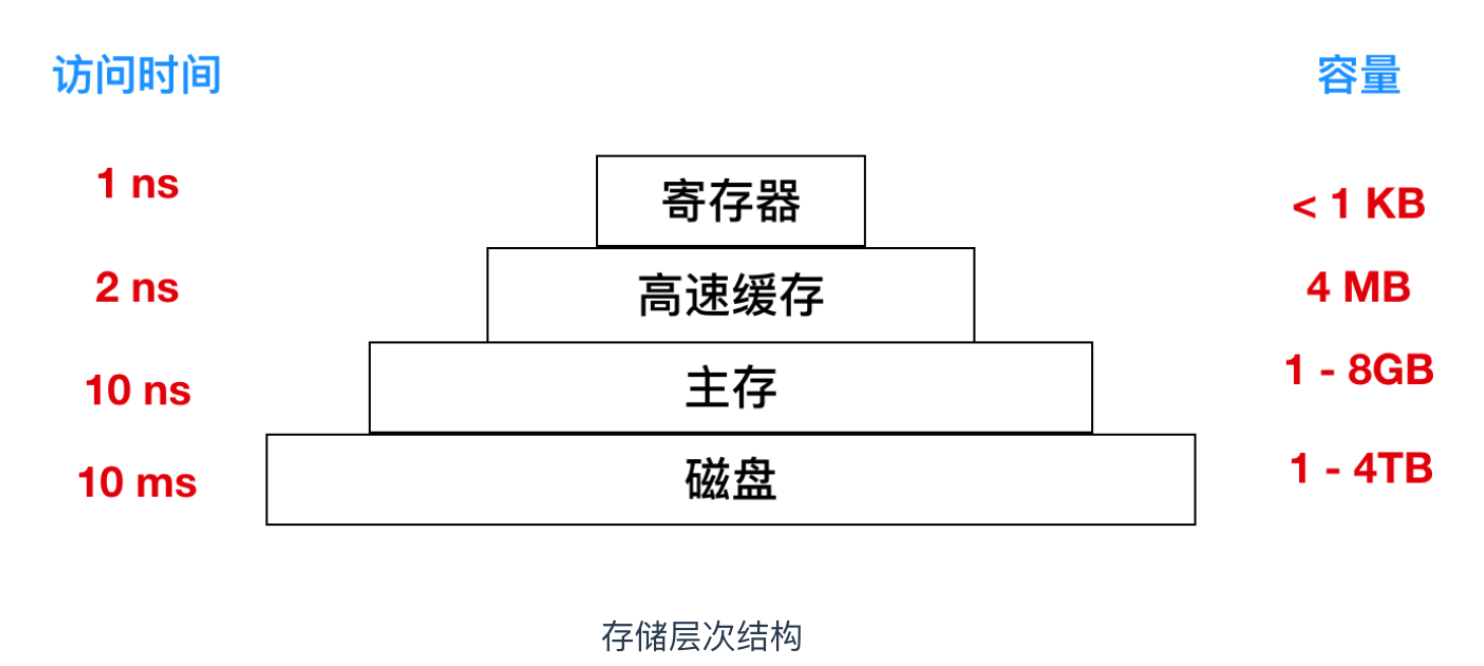 访问时间
容量
1 ns
寄存器
< 1 KB
2 ns
高速缓存
4 MB
10 ns
主存
1 - 8GB
10 ms
磁盘
1 - 4TB
存储层次结构